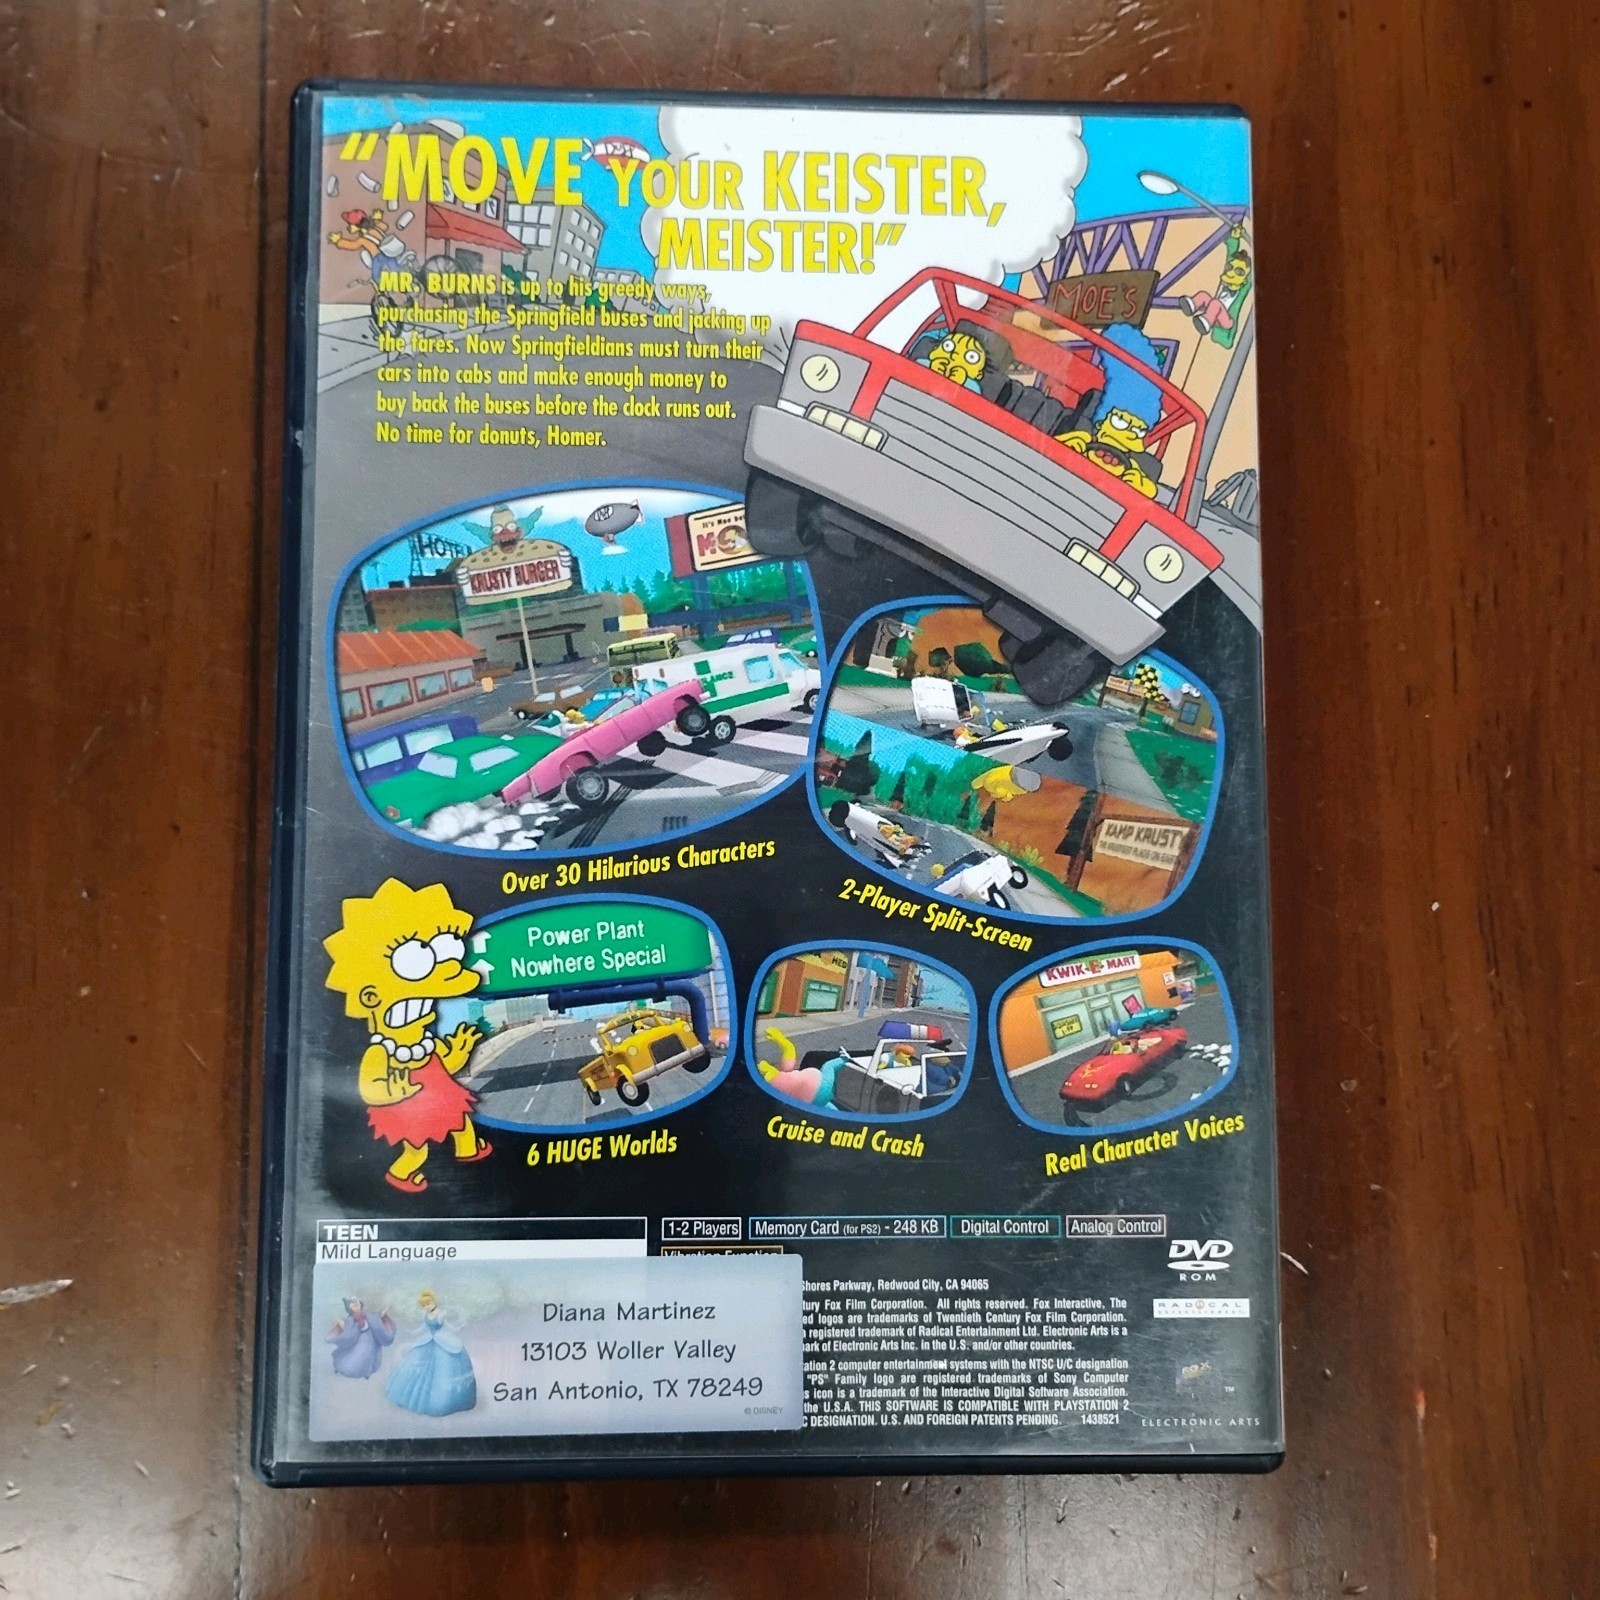 "MOVE YOUR KEISTER,
MEISTER!"
MR. BURNS is up to his greedy ways,
purchasing the Springfield buses and jacking up
the fares. Now Springfieldians must turn their
cars into cabs and make enough money to
buy back the buses before the clock runs out.
No time for donuts, Homer.
MOE'S
HOTEL
KRUSTY BURGER
Over 30 Hilarious Characters
KAMP KRUSTY
2-Player Split-Screen
Power Plant
Nowhere Special
6 HUGE Worlds
Cruise and Crash
KWIK-E-MART
Real Character Voices
TEEN
Mild Language
1-2 Players
Memory Card (for PS2) - 248 KB
Digital Control
Analog Control
Vibration Function
DVD
ROM
Diana Martinez
13103 Woller Valley
San Antonio, TX 78249
© DISNEY
Shores Parkway, Redwood City, CA 94065
tury Fox Film Corporation. All rights reserved. Fox Interactive, The
ed logos are trademarks of Twentieth Century Fox Film Corporation.
registered trademark of Radical Entertainment Ltd. Electronic Arts is a
ark of Electronic Arts Inc. in the U.S. and/or other countries.
ation 2 computer entertainment systems with the NTSC U/C designation
"PS" Family logo are registered trademarks of Sony Computer
s icon is a trademark of the Interactive Digital Software Association.
the U.S.A. THIS SOFTWARE IS COMPATIBLE WITH PLAYSTATION 2
C DESIGNATION. U.S. AND FOREIGN PATENTS PENDING. 1438521
RADICAL
ENTERTAINMENT
FOX
TM
ELECTRONIC ARTS